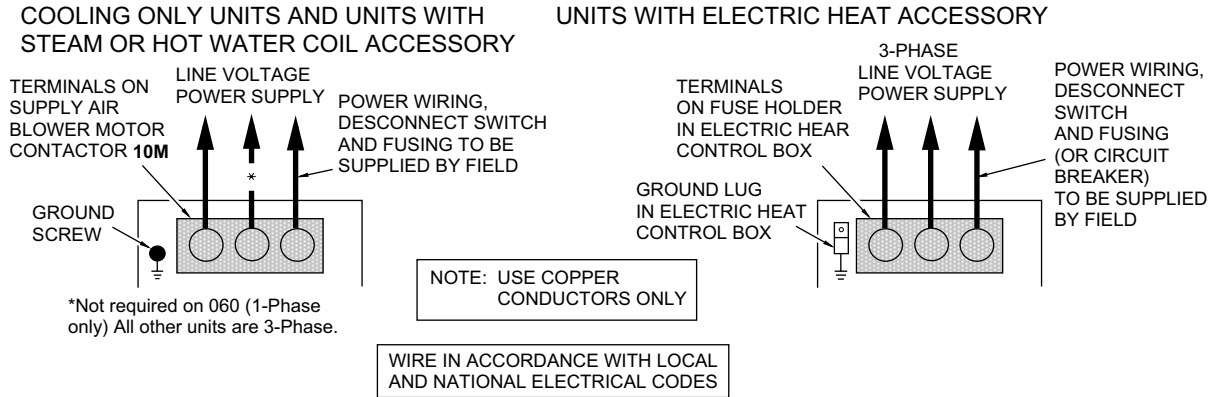 COOLING ONLY UNITS AND UNITS WITH
STEAM OR HOT WATER COIL ACCESSORY
TERMINALS ON
SUPPLY AIR
BLOWER MOTOR
CONTACTOR 10M
LINE VOLTAGE
POWER SUPPLY
POWER WIRING,
DESCONNECT SWITCH
AND FUSING TO BE
SUPPLIED BY FIELD
*
GROUND
SCREW
*Not required on 060 (1-Phase
only) All other units are 3-Phase.
UNITS WITH ELECTRIC HEAT ACCESSORY
TERMINALS
ON FUSE HOLDER
IN ELECTRIC HEAR
CONTROL BOX
3-PHASE
LINE VOLTAGE
POWER SUPPLY
POWER WIRING,
DESCONNECT
SWITCH
AND FUSING
(OR CIRCUIT
BREAKER)
TO BE SUPPLIED
BY FIELD
GROUND LUG
IN ELECTRIC HEAT
CONTROL BOX
NOTE: USE COPPER
CONDUCTORS ONLY
WIRE IN ACCORDANCE WITH LOCAL
AND NATIONAL ELECTRICAL CODES